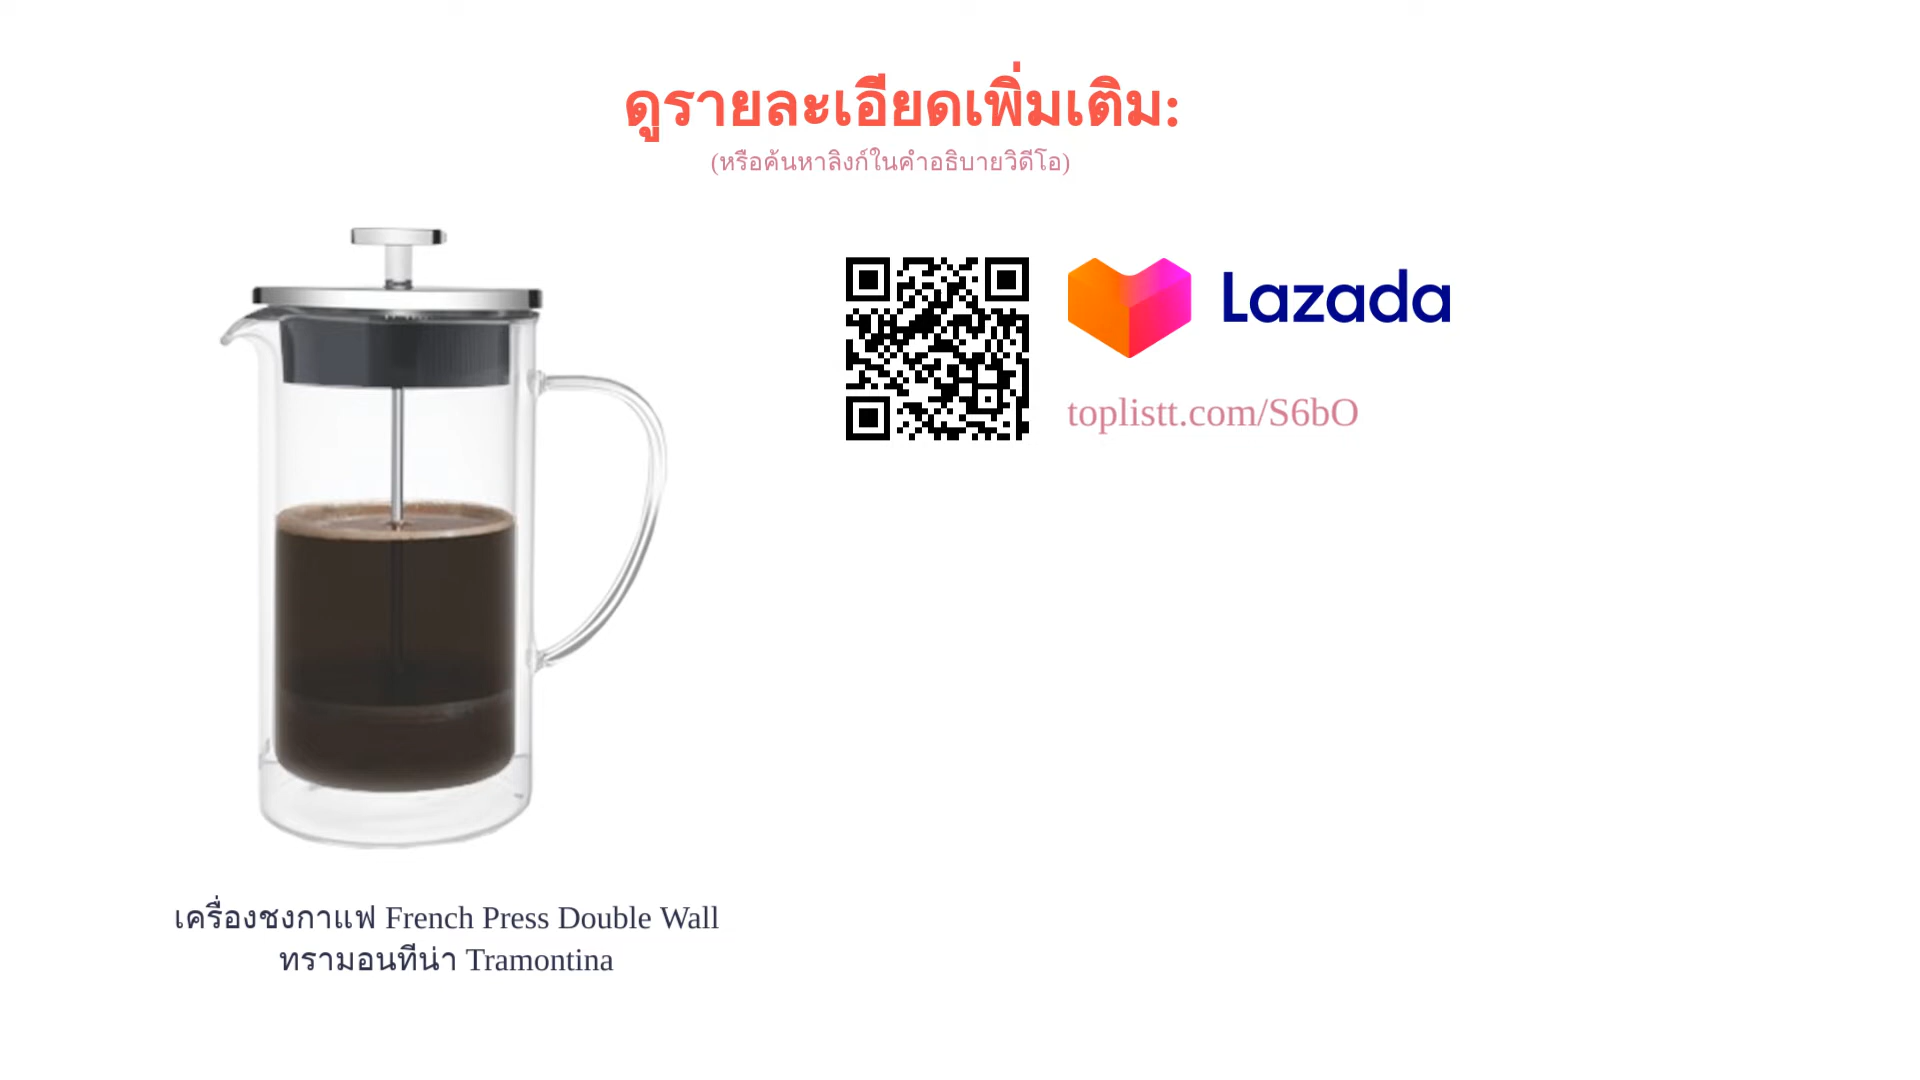 ดูรายละเอียดเพิ่มเติม:
(หรือค้นหาลิงก์ในคำอธิบายวิดีโอ)
Lazada
toplistt.com/S6bO
เครื่องชงกาแฟ French Press Double Wall
ทรามอนทีน่า Tramontina